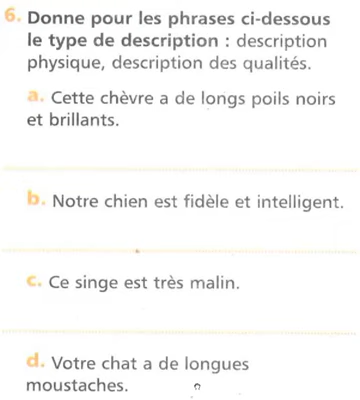 6. Donne pour les phrases ci-dessous
le type de description : description
physique, description des qualités.
a. Cette chèvre a de longs poils noirs
et brillants.
b. Notre chien est fidèle et intelligent.
c. Ce singe est très malin.
d. Votre chat a de longues
moustaches.